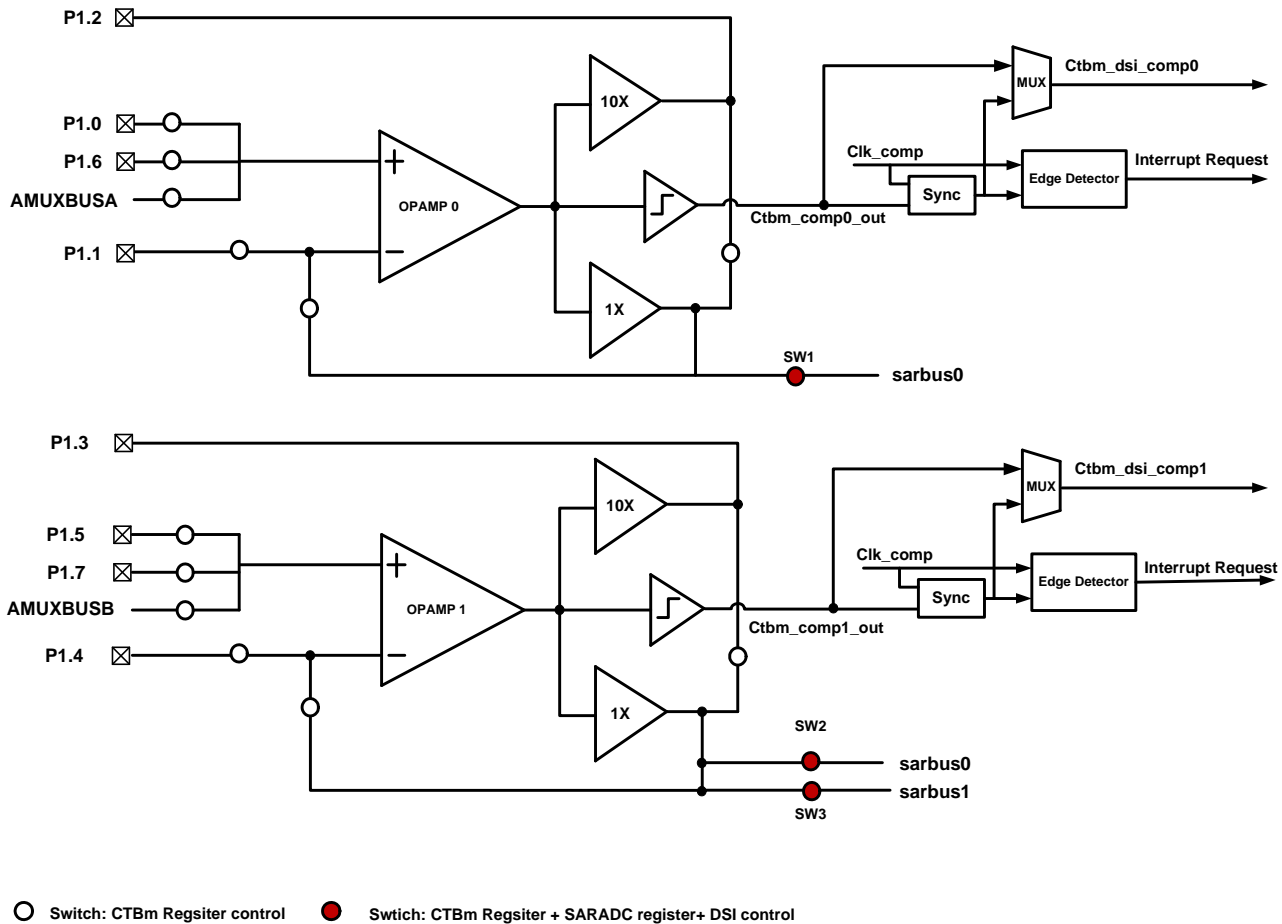 P1.2
10X
MUX
Ctbm_dsi_comp0
P1.0
P1.6
AMUXBUSA
OPAMP 0
Clk_comp
Sync
Edge Detector
Interrupt Request
Ctbm_comp0_out
P1.1
1X
SW1
sarbus0
P1.3
10X
MUX
Ctbm_dsi_comp1
P1.5
P1.7
AMUXBUSB
OPAMP 1
Clk_comp
Sync
Edge Detector
Interrupt Request
Ctbm_comp1_out
P1.4
1X
SW2
sarbus0
sarbus1
SW3
Switch: CTBm Regsiter control
Swtich: CTBm Regsiter + SARADC register+ DSI control